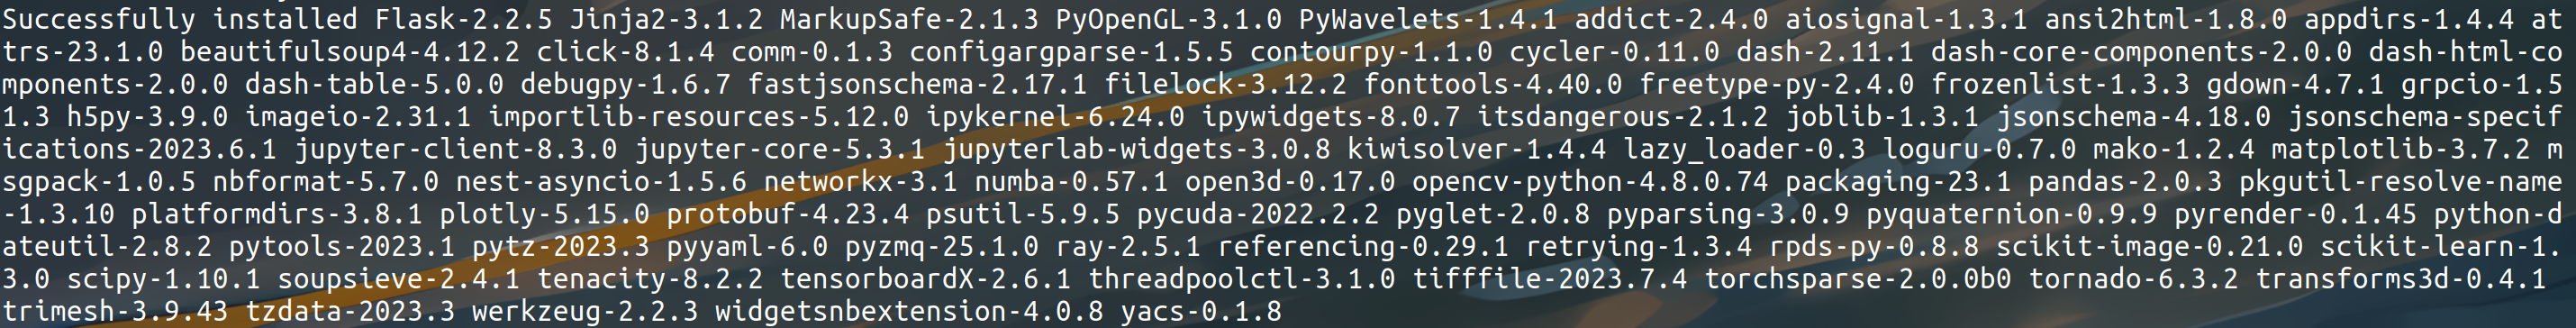 Successfully installed Flask-2.2.5 Jinja2-3.1.2 MarkupSafe-2.1.3 PyOpenGL-3.1.0 PyWavelets-1.4.1 addict-2.4.0 aiosignal-1.3.1 ansi2html-1.8.0 appdirs-1.4.4 at
trs-23.1.0 beautifulsoup4-4.12.2 click-8.1.4 comm-0.1.3 configargparse-1.5.5 contourpy-1.1.0 cycler-0.11.0 dash-2.11.1 dash-core-components-2.0.0 dash-html-co
mponents-2.0.0 dash-table-5.0.0 debugpy-1.6.7 fastjsonschema-2.17.1 filelock-3.12.2 fonttools-4.40.0 freetype-py-2.4.0 frozenlist-1.3.3 gdown-4.7.1 grpcio-1.5
1.3 h5py-3.9.0 imageio-2.31.1 importlib-resources-5.12.0 ipykernel-6.24.0 ipywidgets-8.0.7 itsdangerous-2.1.2 joblib-1.3.1 jsonschema-4.18.0 jsonschema-specif
ications-2023.6.1 jupyter-client-8.3.0 jupyter-core-5.3.1 jupyterlab-widgets-3.0.8 kiwisolver-1.4.4 lazy_loader-0.3 loguru-0.7.0 mako-1.2.4 matplotlib-3.7.2 m
sgpack-1.0.5 nbformat-5.7.0 nest-asyncio-1.5.6 networkx-3.1 numba-0.57.1 open3d-0.17.0 opencv-python-4.8.0.74 packaging-23.1 pandas-2.0.3 pkgutil-resolve-name
-1.3.10 platformdirs-3.8.1 plotly-5.15.0 protobuf-4.23.4 psutil-5.9.5 pycuda-2022.2.2 pyglet-2.0.8 pyparsing-3.0.9 pyquaternion-0.9.9 pyrender-0.1.45 python-d
ateutil-2.8.2 pytools-2023.1 pytz-2023.3 pyyaml-6.0 pyzmq-25.1.0 ray-2.5.1 referencing-0.29.1 retrying-1.3.4 rpds-py-0.8.8 scikit-image-0.21.0 scikit-learn-1.
3.0 scipy-1.10.1 soupsieve-2.4.1 tenacity-8.2.2 tensorboardX-2.6.1 threadpoolctl-3.1.0 tifffile-2023.7.4 torchsparse-2.0.0b0 tornado-6.3.2 transforms3d-0.4.1
trimesh-3.9.43 tzdata-2023.3 werkzeug-2.2.3 widgetsnbextension-4.0.8 yacs-0.1.8